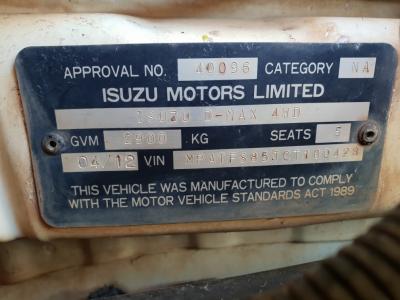 APPROVAL NO. 40096 CATEGORY NA
ISUZU MOTORS LIMITED
ISUZU D-MAX 4WD
GVM 2900 KG SEATS 5
04/12 VIN
THIS VEHICLE WAS MANUFACTURED TO COMPLY
WITH THE MOTOR VEHICLE STANDARDS ACT 1989